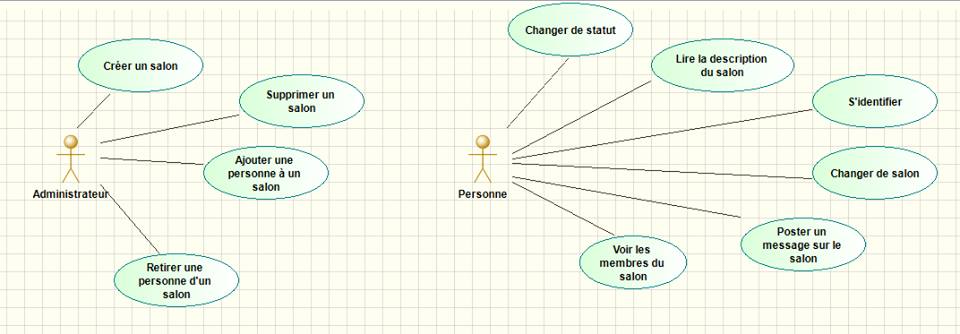 Changer de statut
Créer un salon
Lire la description
du salon
Supprimer un
salon
S'identifier
Ajouter une
personne à un
salon
Changer de salon
Administrateur
Personne
Poster un
message sur le
salon
Voir les
membres du
salon
Retirer une
personne d'un
salon